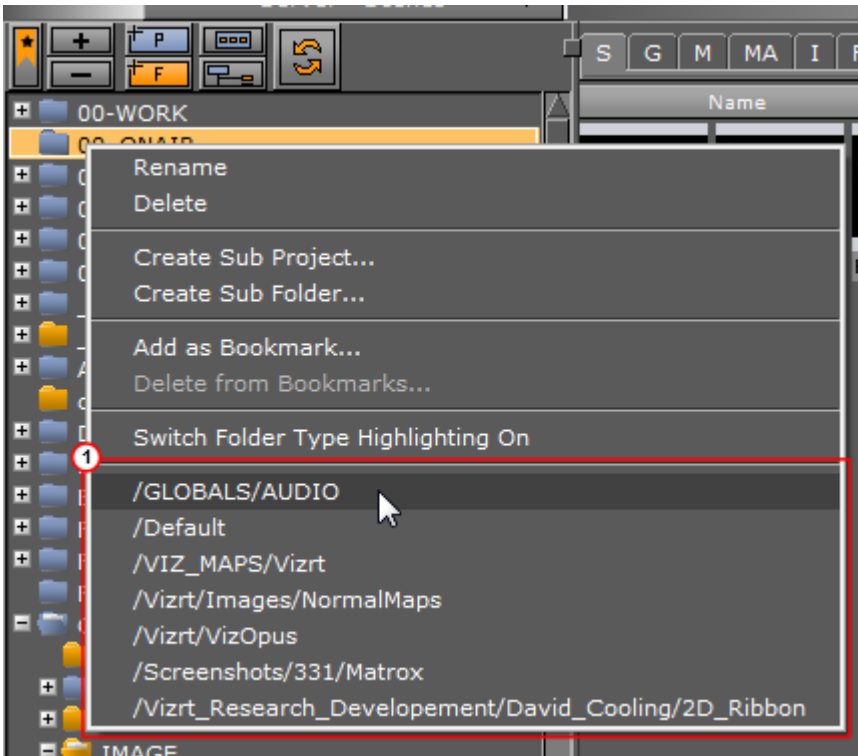 P
F
S G M MA I F
Name
00-WORK
Rename
Delete
Create Sub Project...
Create Sub Folder...
Add as Bookmark...
Delete from Bookmarks...
Switch Folder Type Highlighting On
1
/GLOBALS/AUDIO
/Default
/VIZ_MAPS/Vizrt
/Vizrt/Images/NormalMaps
/Vizrt/VizOpus
/Screenshots/331/Matrox
/Vizrt_Research_Developement/David_Cooling/2D_Ribbon
IMAGE